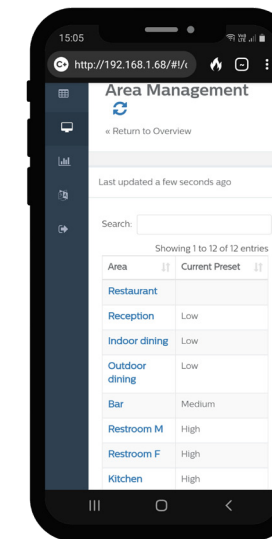 15:05
http://192.168.1.68/#!/c
Area Management
« Return to Overview
Last updated a few seconds ago
Search:
Showing 1 to 12 of 12 entries
Area Current Preset
Restaurant
Reception Low
Indoor dining Low
Outdoor dining Low
Bar Medium
Restroom M High
Restroom F High
Kitchen High